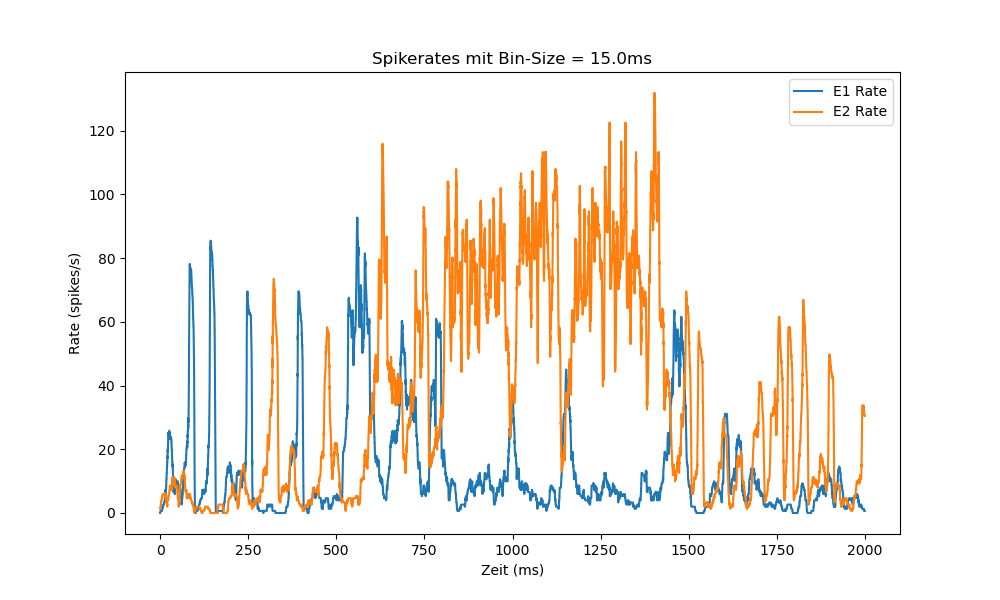 Spikerates mit Bin-Size = 15.0ms
E1 Rate
E2 Rate
Rate (spikes/s)
120
100
80
60
40
20
0
0 250 500 750 1000 1250 1500 1750 2000
Zeit (ms)